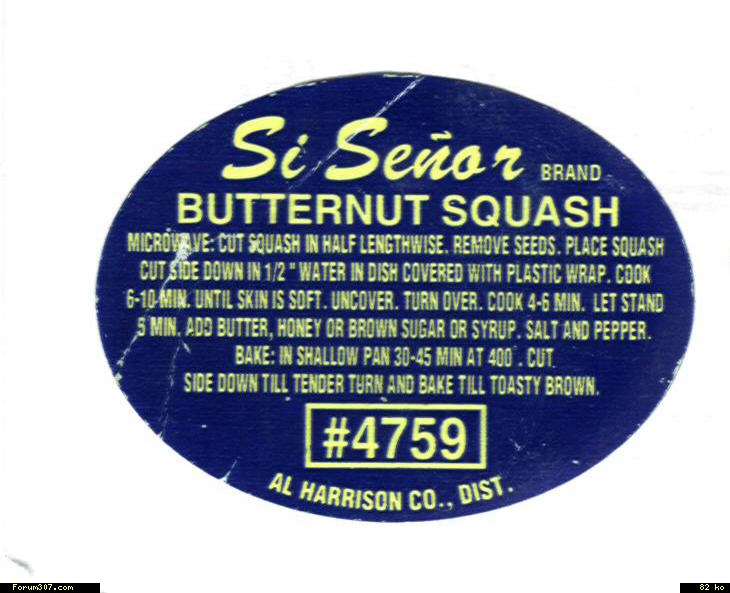 Si Señor BRAND
BUTTERNUT SQUASH
MICROWAVE: CUT SQUASH IN HALF LENGTHWISE. REMOVE SEEDS. PLACE SQUASH
CUT SIDE DOWN IN 1/2 " WATER IN DISH COVERED WITH PLASTIC WRAP. COOK
6-10 MIN. UNTIL SKIN IS SOFT. UNCOVER. TURN OVER. COOK 4-6 MIN. LET STAND
5 MIN. ADD BUTTER, HONEY OR BROWN SUGAR OR SYRUP. SALT AND PEPPER.
BAKE: IN SHALLOW PAN 30-45 MIN AT 400°. CUT
SIDE DOWN TILL TENDER TURN AND BAKE TILL TOASTY BROWN.
#4759
AL HARRISON CO., DIST.
Forum307.com
82 ko